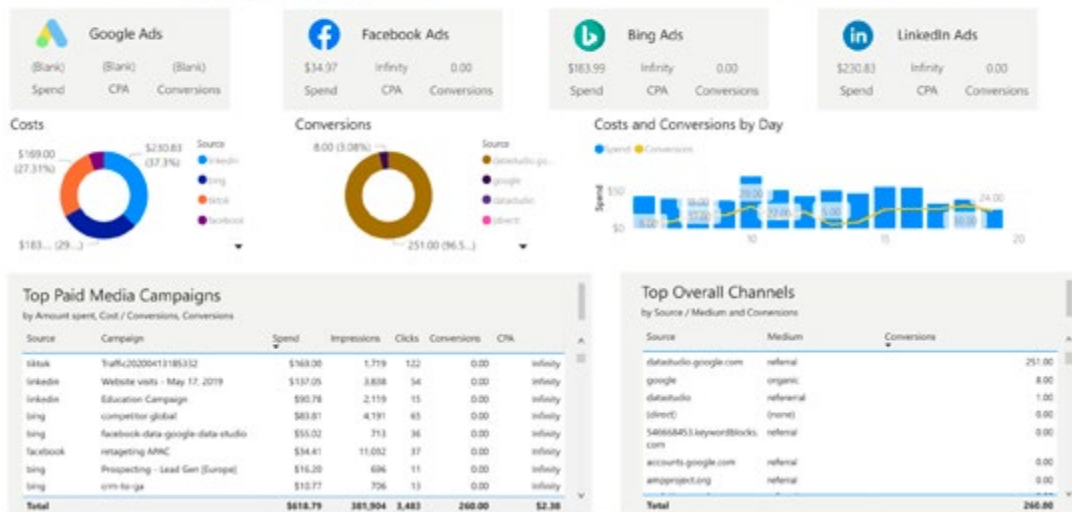 Google Ads
(Blank) (Blank) (Blank)
Spend CPA Conversions
Facebook Ads
$34.97 Infinity 0.00
Spend CPA Conversions
Bing Ads
$183.99 Infinity 0.00
Spend CPA Conversions
LinkedIn Ads
$230.83 Infinity 0.00
Spend CPA Conversions
Costs
$169.00
(27.31%)
$230.83
(37.3%)
$183... (29...)
Source
linkedin
bing
tiktok
facebook
Conversions
8.00 (3.08%)
251.00 (96.5...)
Source
datastudio.go...
google
datastudio
(direct)
Costs and Conversions by Day
Spend Conversions
Spend
$50
$0
24.00
10 15 20
Top Paid Media Campaigns
by Amount spent, Cost / Conversions, Conversions
Source Campaign Spend Impressions Clicks Conversions CPA
tiktok Traffic20200413185332 $169.00 1,719 122 0.00 Infinity
linkedin Website visits - May 17, 2019 $137.05 3,838 54 0.00 Infinity
linkedin Education Campaign $90.78 2,119 15 0.00 Infinity
bing competitor global $83.81 4,191 65 0.00 Infinity
bing facebook-data-google-data-studio $55.02 713 36 0.00 Infinity
facebook retageting APAC $34.41 11,092 37 0.00 Infinity
bing Prospecting - Lead Gen (Europe) $16.20 696 11 0.00 Infinity
bing crm-to-ga $10.77 706 13 0.00 Infinity
Total $618.79 381,904 3,483 260.00 $2.38
Top Overall Channels
by Source / Medium and Conversions
Source Medium Conversions
datastudio.google.com referral 251.00
google organic 8.00
datastudio refererral 1.00
(direct) (none) 0.00
546668453.keywordblocks. referral 0.00
com
accounts.google.com referral 0.00
ampproject.org referral 0.00
Total 260.00